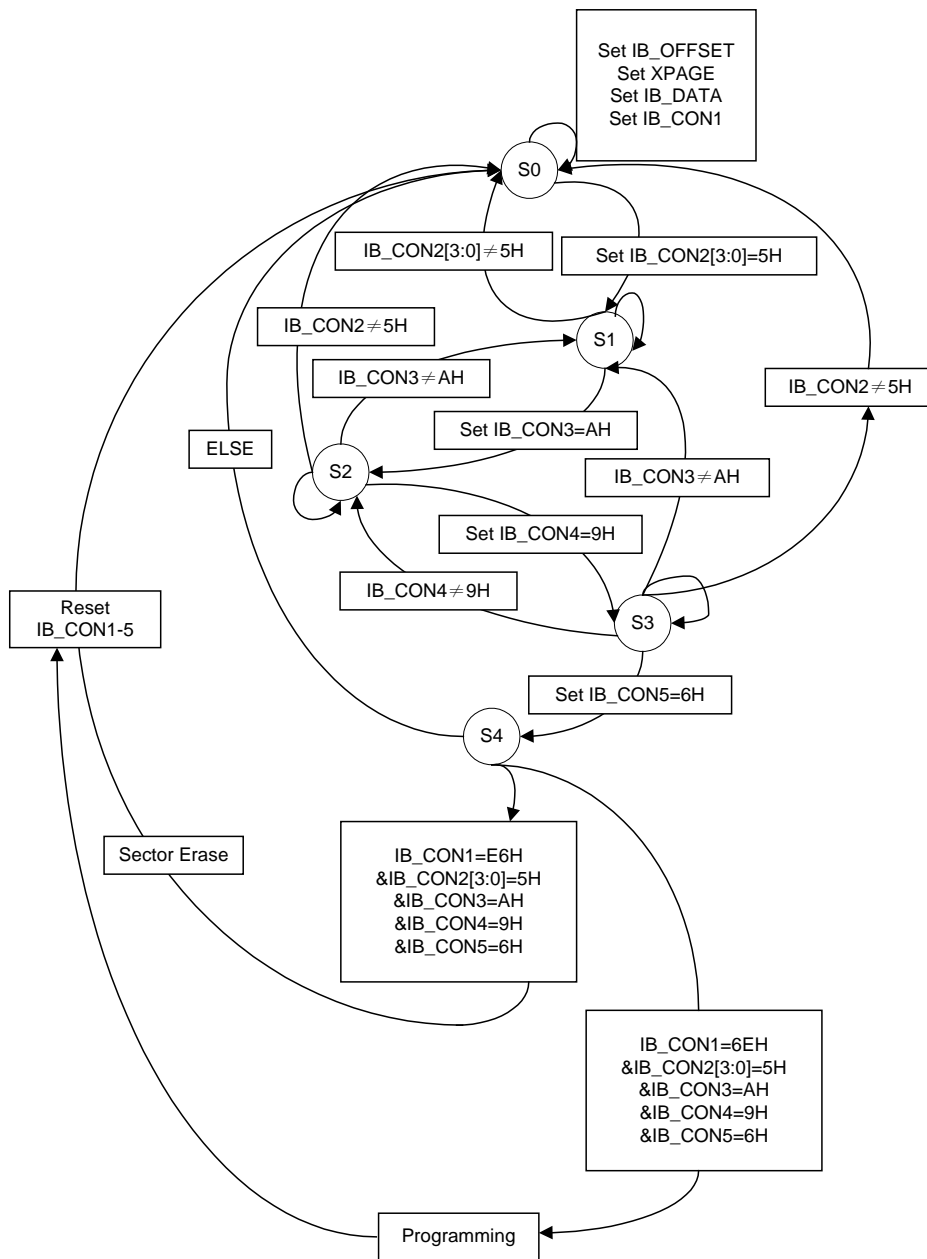 Set IB_OFFSET
Set XPAGE
Set IB_DATA
Set IB_CON1
S0
IB_CON2[3:0]≠5H
Set IB_CON2[3:0]=5H
IB_CON2≠5H
S1
IB_CON3≠AH
IB_CON2≠5H
Set IB_CON3=AH
ELSE
S2
IB_CON3≠AH
Set IB_CON4=9H
IB_CON4≠9H
Reset
IB_CON1-5
S3
Set IB_CON5=6H
S4
Sector Erase
IB_CON1=E6H
&IB_CON2[3:0]=5H
&IB_CON3=AH
&IB_CON4=9H
&IB_CON5=6H
IB_CON1=6EH
&IB_CON2[3:0]=5H
&IB_CON3=AH
&IB_CON4=9H
&IB_CON5=6H
Programming